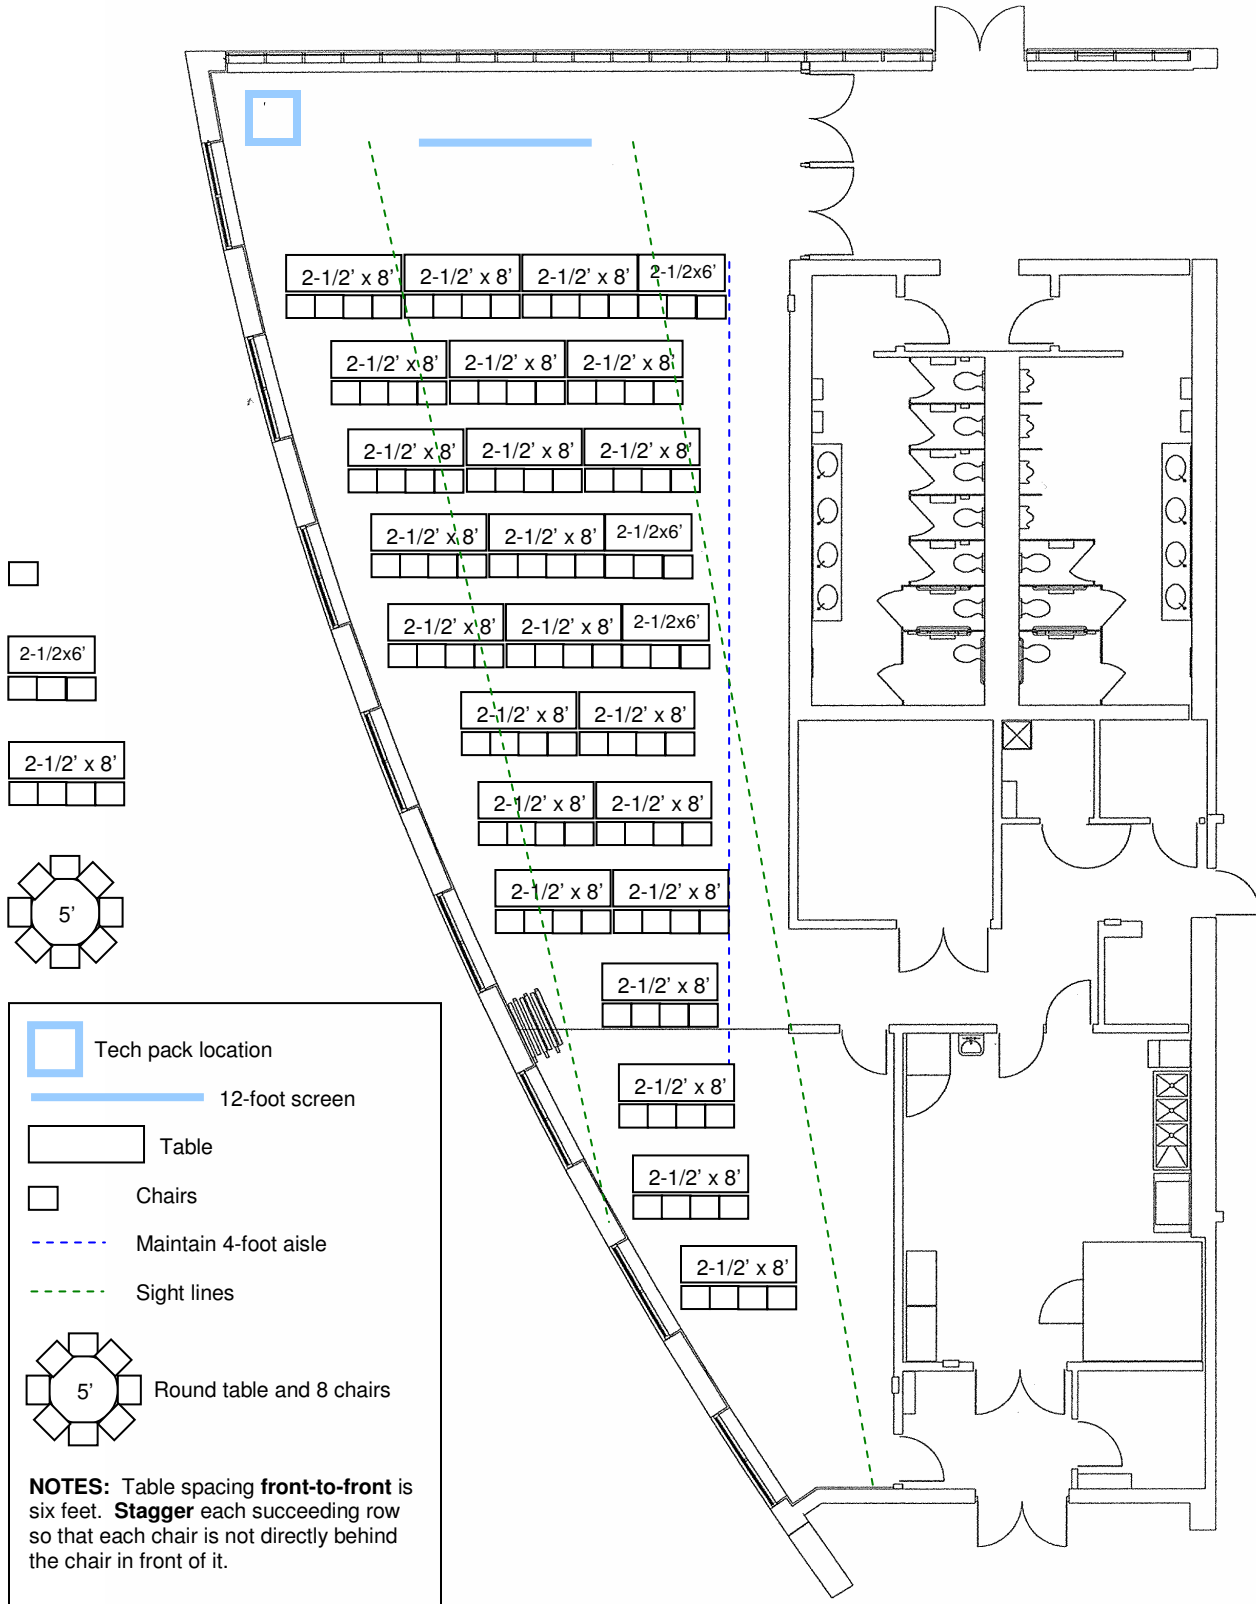 2-1/2' x 8' 2-1/2' x 8' 2-1/2' x 8' 2-1/2x6'
2-1/2' x 8' 2-1/2' x 8' 2-1/2' x 8'
2-1/2' x 8' 2-1/2' x 8' 2-1/2' x 8'
2-1/2' x 8' 2-1/2' x 8' 2-1/2x6'
2-1/2' x 8' 2-1/2' x 8' 2-1/2x6'
2-1/2' x 8' 2-1/2' x 8'
2-1/2' x 8' 2-1/2' x 8'
2-1/2' x 8' 2-1/2' x 8'
2-1/2' x 8'
2-1/2' x 8'
2-1/2' x 8'
2-1/2' x 8'
2-1/2x6'
2-1/2' x 8'
5'
Tech pack location
12-foot screen
Table
Chairs
Maintain 4-foot aisle
Sight lines
5' Round table and 8 chairs
NOTES: Table spacing front-to-front is
six feet. Stagger each succeeding row
so that each chair is not directly behind
the chair in front of it.